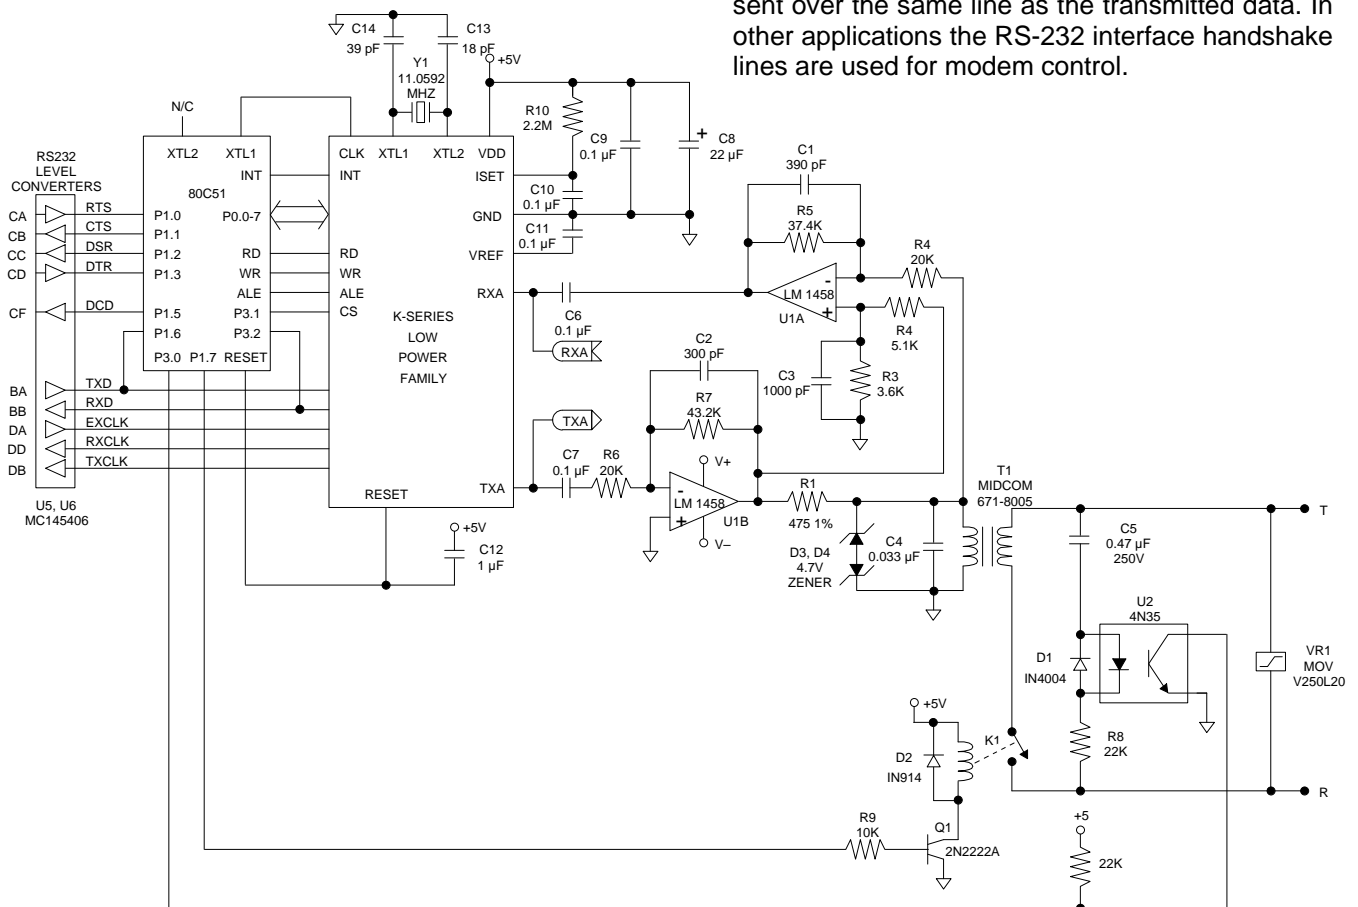 sent over the same line as the transmitted data. In
other applications the RS-232 interface handshake
lines are used for modem control.
C14
39 pF
C13
18 pF
Y1
11.0592
MHZ
+5V
N/C
R10
2.2M
C9
0.1 µF
+
C8
22 µF
RS232
LEVEL
CONVERTERS
XTL2
XTL1
INT
80C51
P1.0
P0.0-7
P1.1
P1.2
RD
P1.3
WR
ALE
P1.5
P3.1
P1.6
P3.2
P3.0
P1.7
RESET
CLK
XTL1
XTL2
VDD
INT
ISET
GND
VREF
RD
WR
ALE
CS
RXA
K-SERIES
LOW
POWER
FAMILY
TXA
RESET
CA
RTS
CB
CTS
CC
DSR
CD
DTR
CF
DCD
BA
TXD
BB
RXD
DA
EXCLK
DD
RXCLK
DB
TXCLK
U5, U6
MC145406
C10
0.1 µF
C11
0.1 µF
C1
390 pF
R5
37.4K
R4
20K
-
LM 1458
+
U1A
R4
5.1K
C6
0.1 µF
RXA
C3
1000 pF
R3
3.6K
C2
300 pF
R7
43.2K
TXA
C7
0.1 µF
R6
20K
V+
-
LM 1458
+
U1B
V–
R1
475 1%
D3, D4
4.7V
ZENER
C4
0.033 µF
T1
MIDCOM
671-8005
T
C5
0.47 µF
250V
+5V
C12
1 µF
U2
4N35
D1
IN4004
VR1
MOV
V250L20
+5V
D2
IN914
K1
R8
22K
R
R9
10K
Q1
2N2222A
+5
22K